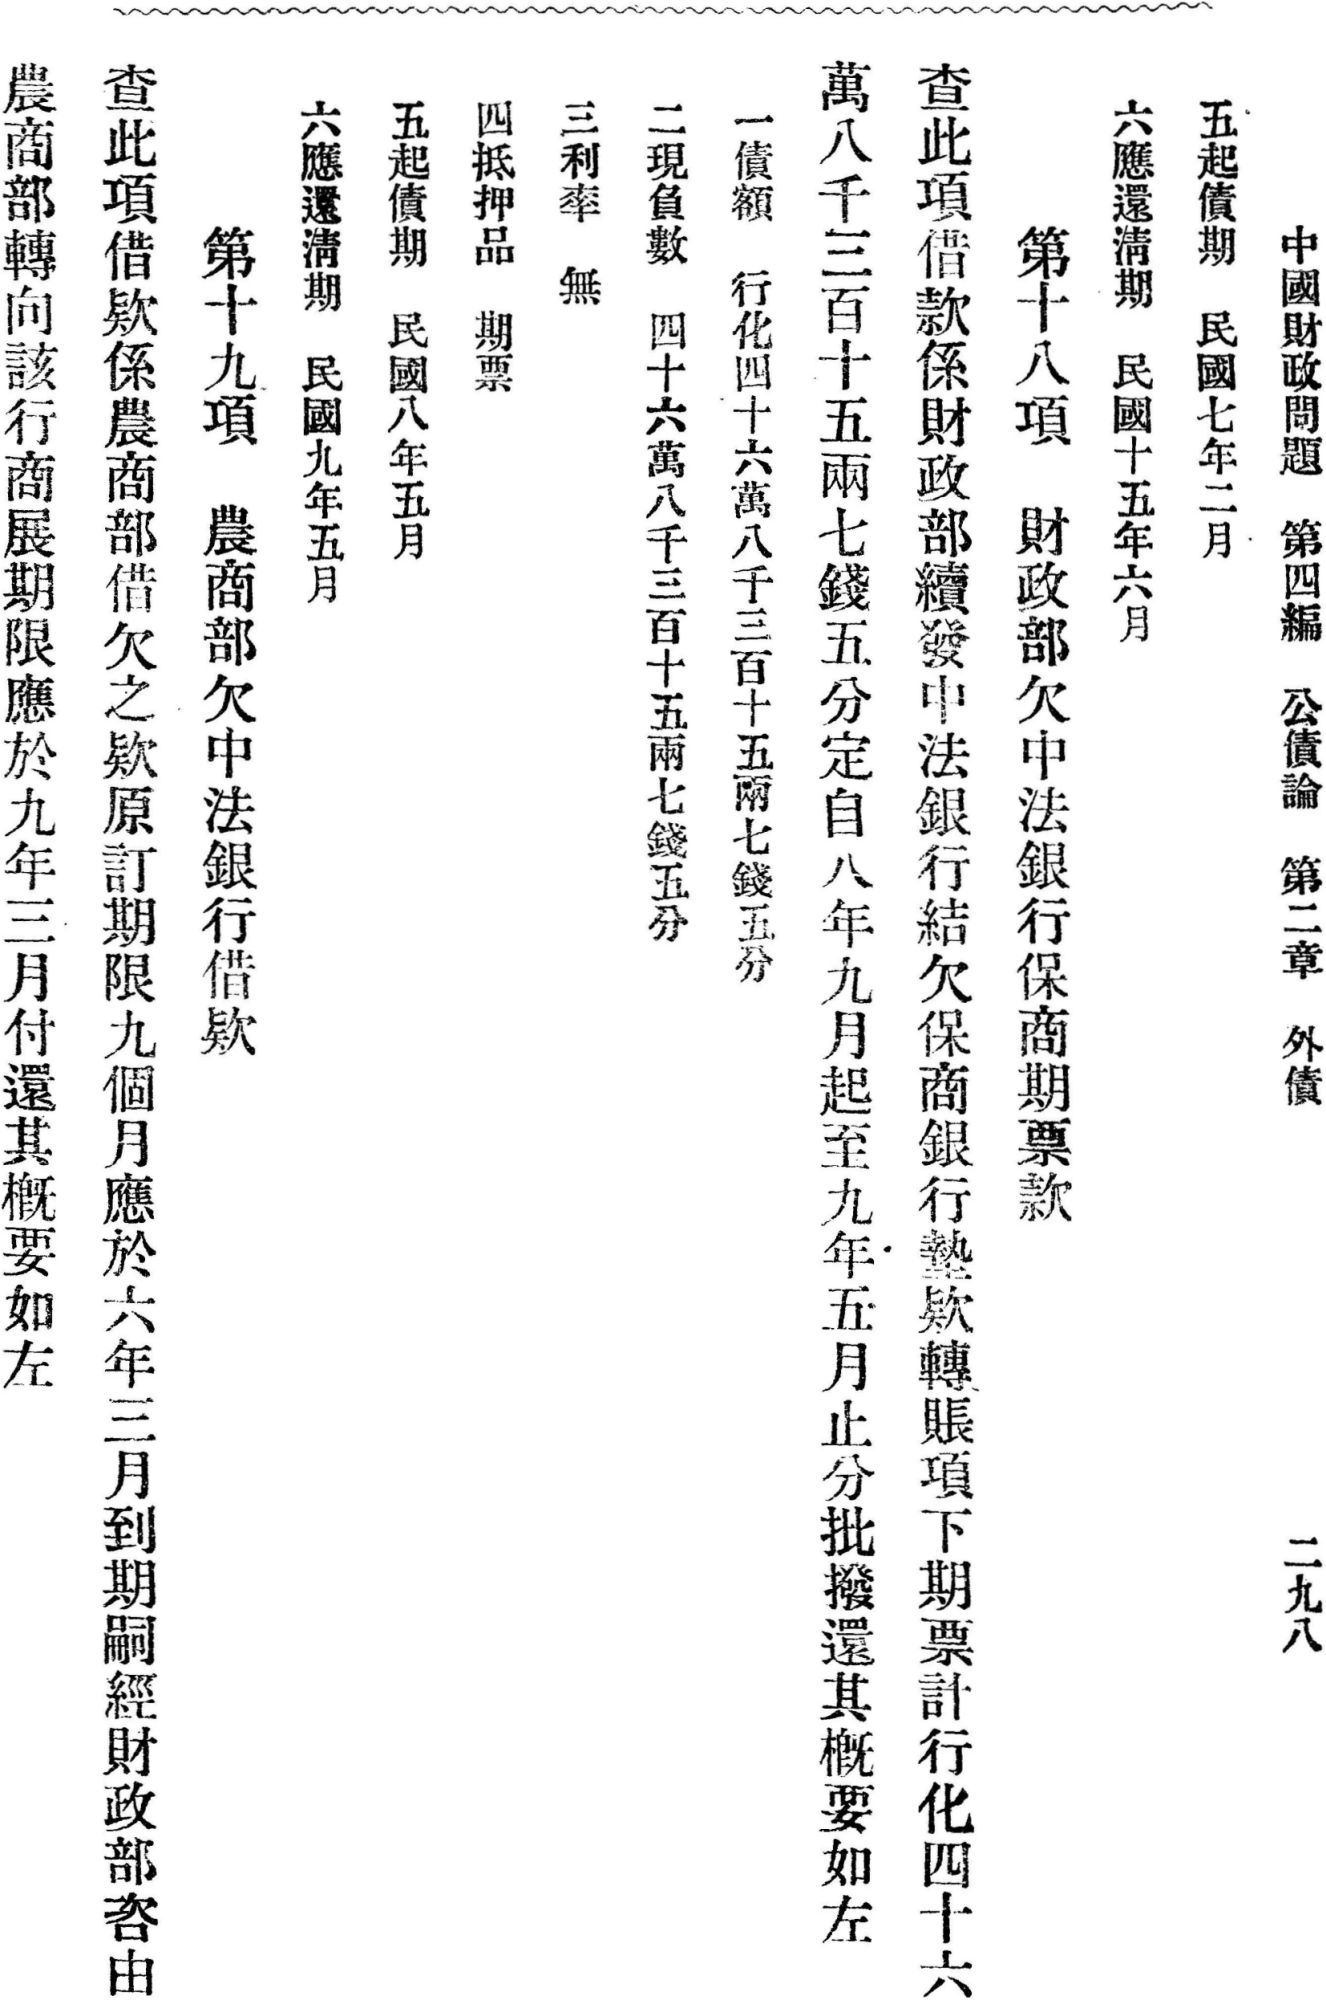 中國財政問題　第四編　公債論　第二章　外債　二九八
五起債期　民國七年二月
六應還淸期　民國十五年六月
第十八項　財政部欠中法銀行保商期票款
查此項借款係財政部續發中法銀行結欠保商銀行墊欵轉賬項下期票計行化四十六
萬八千三百十五兩七錢五分定自八年九月起至九年五月止分批撥還其槪要如左
一債額　行化四十六萬八千三百十五兩七錢五分
二現負數　四十六萬八千三百十五兩七錢五分
三利率　無
四抵押品　期票
五起債期　民國八年五月
六應還淸期　民國九年五月
第十九項　農商部欠中法銀行借欵
查此項借欵係農商部借欠之欵原訂期限九個月應於六年三月到期嗣經財政部咨由
農商部轉向該行商展期限應於九年三月付還其槪要如左